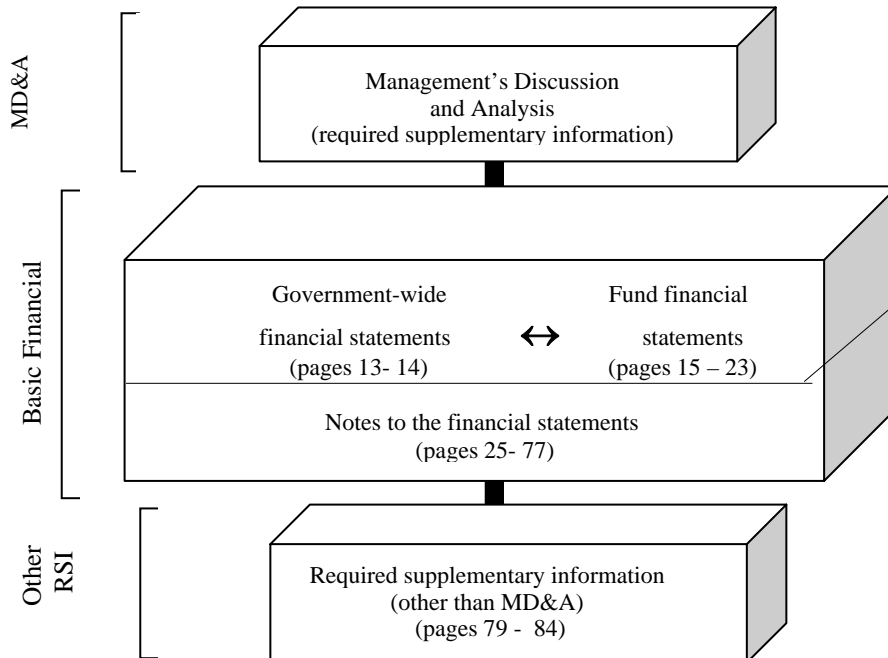 MD&A
Management's Discussion
and Analysis
(required supplementary information)
Basic Financial
Government-wide
financial statements
(pages 13- 14)
↔
Fund financial
statements
(pages 15 – 23)
Notes to the financial statements
(pages 25- 77)
Other
RSI
Required supplementary information
(other than MD&A)
(pages 79 - 84)